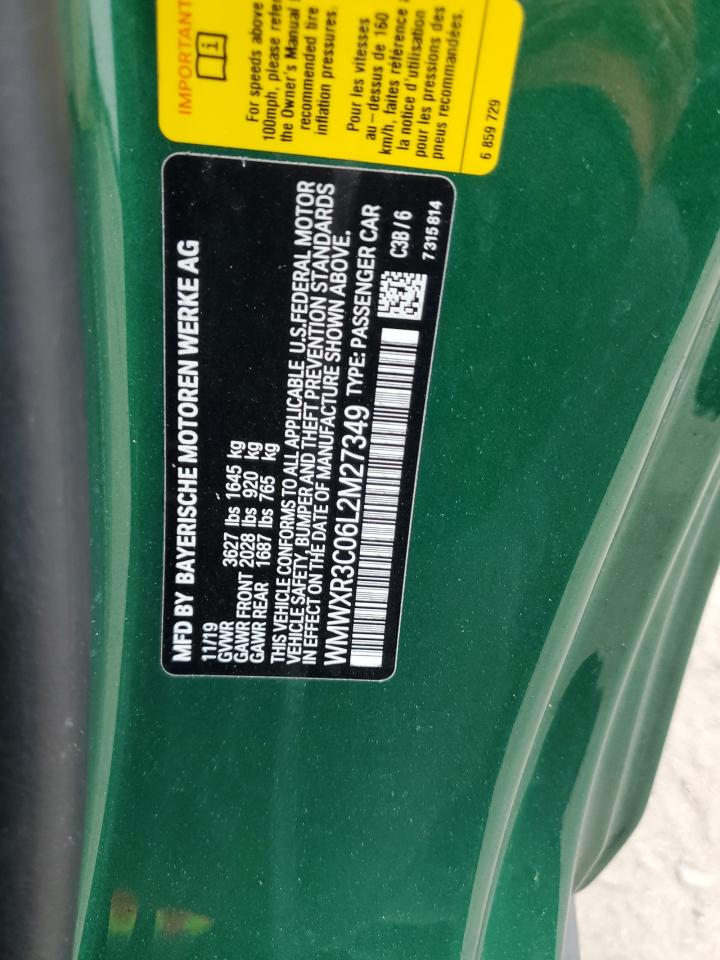 IMPORTANT
For speeds above
100mph, please refer
the Owner's Manual
recommended tire
inflation pressures.
Pour les vitesses
au - dessus de 160
km/h, faites référence
la notice d'utilisation
pour les pressions des
pneus recommandées.
6 859 729
MFD BY BAYERISCHE MOTOREN WERKE AG
11/19
GVWR 3627 lbs 1645 kg
GAWR FRONT 2028 lbs 920 kg
GAWR REAR 1687 lbs 765 kg
THIS VEHICLE CONFORMS TO ALL APPLICABLE U.S.FEDERAL MOTOR
VEHICLE SAFETY, BUMPER AND THEFT PREVENTION STANDARDS
IN EFFECT ON THE DATE OF MANUFACTURE SHOWN ABOVE.
WMWXR3C06L2M27349 TYPE: PASSENGER CAR
C3B / 6
7315814